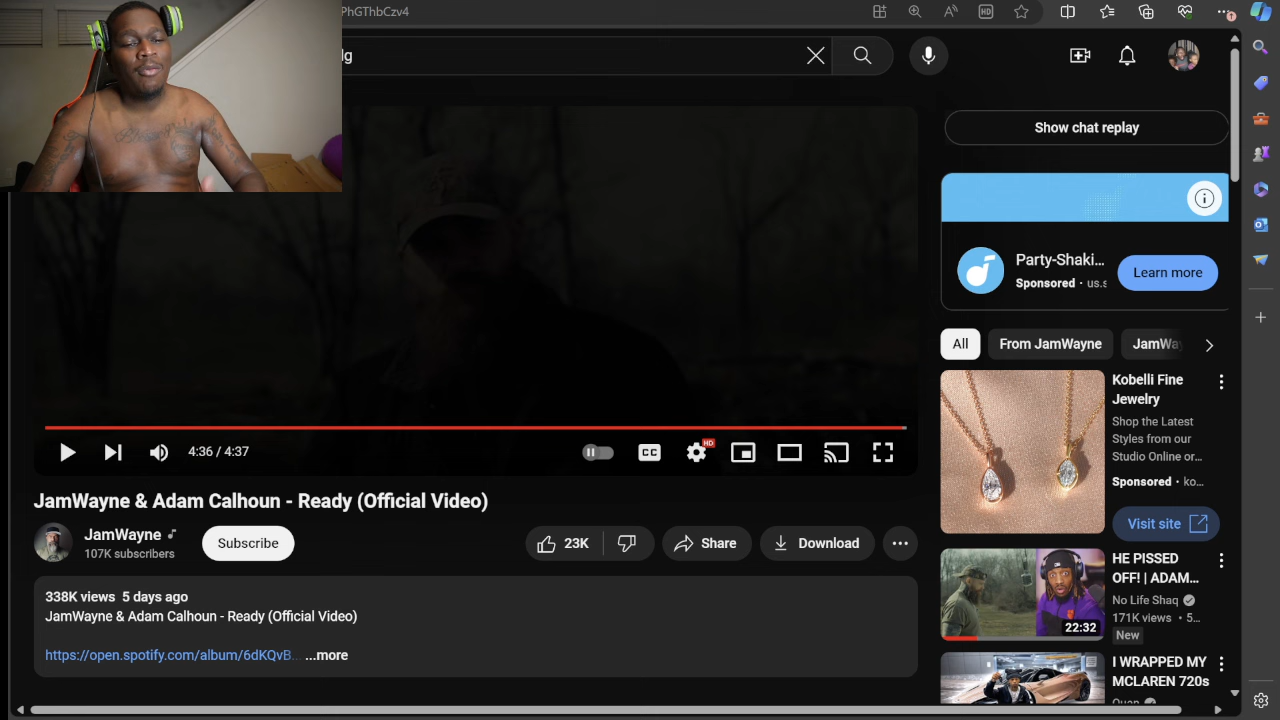 PhGThbCzv4
lg
Show chat replay
Party-Shaki...
Sponsored · us.s
Learn more
All
From JamWayne
JamWay
4:36 / 4:37
CC
HD
JamWayne & Adam Calhoun - Ready (Official Video)
JamWayne
107K subscribers
Subscribe
23K
Share
Download
338K views 5 days ago
JamWayne & Adam Calhoun - Ready (Official Video)
https://open.spotify.com/album/6dKQvB... ...more
Kobelli Fine
Jewelry
Shop the Latest
Styles from our
Studio Online or...
Sponsored · ko...
Visit site
HE PISSED
OFF! | ADAM...
No Life Shaq
171K views · 5...
New
22:32
I WRAPPED MY
MCLAREN 720s